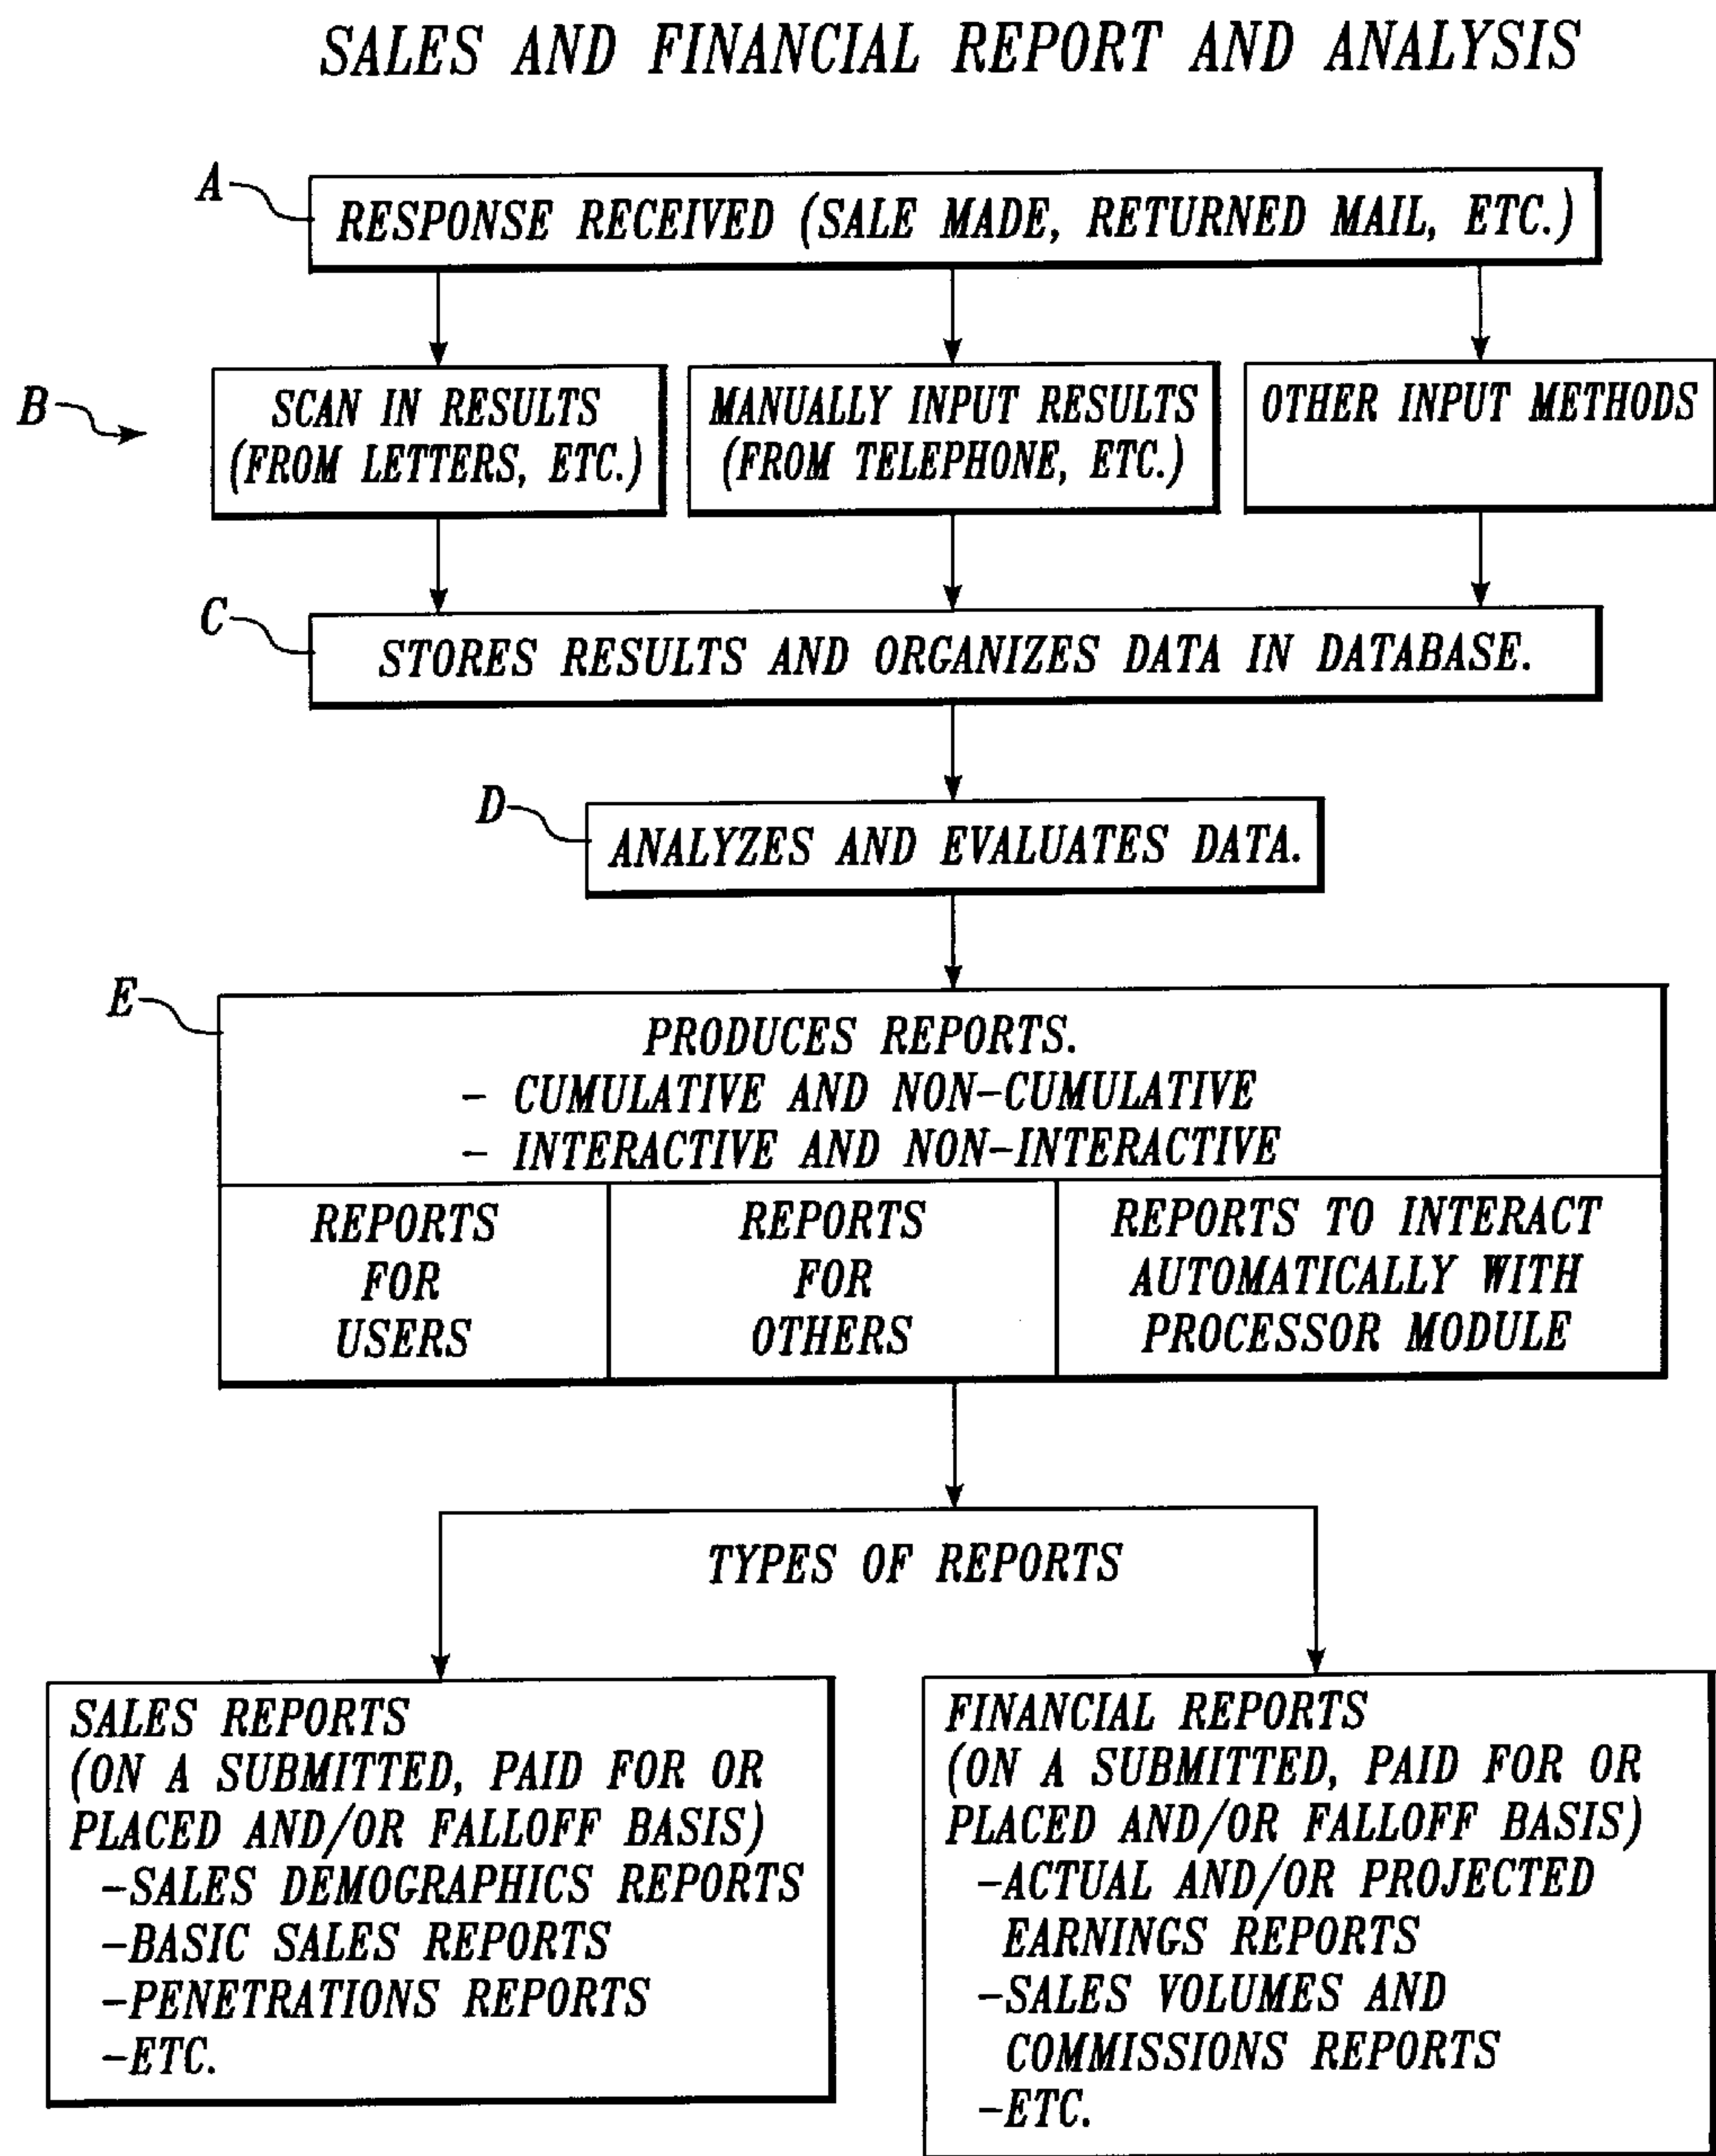 SALES AND FINANCIAL REPORT AND ANALYSIS
A
RESPONSE RECEIVED (SALE MADE, RETURNED MAIL, ETC.)
B
SCAN IN RESULTS
(FROM LETTERS, ETC.)
MANUALLY INPUT RESULTS
(FROM TELEPHONE, ETC.)
OTHER INPUT METHODS
C
STORES RESULTS AND ORGANIZES DATA IN DATABASE.
D
ANALYZES AND EVALUATES DATA.
E
PRODUCES REPORTS.
- CUMULATIVE AND NON-CUMULATIVE
- INTERACTIVE AND NON-INTERACTIVE
REPORTS
FOR
USERS
REPORTS
FOR
OTHERS
REPORTS TO INTERACT
AUTOMATICALLY WITH
PROCESSOR MODULE
TYPES OF REPORTS
SALES REPORTS
(ON A SUBMITTED, PAID FOR OR
PLACED AND/OR FALLOFF BASIS)
-SALES DEMOGRAPHICS REPORTS
-BASIC SALES REPORTS
-PENETRATIONS REPORTS
-ETC.
FINANCIAL REPORTS
(ON A SUBMITTED, PAID FOR OR
PLACED AND/OR FALLOFF BASIS)
-ACTUAL AND/OR PROJECTED
EARNINGS REPORTS
-SALES VOLUMES AND
COMMISSIONS REPORTS
-ETC.